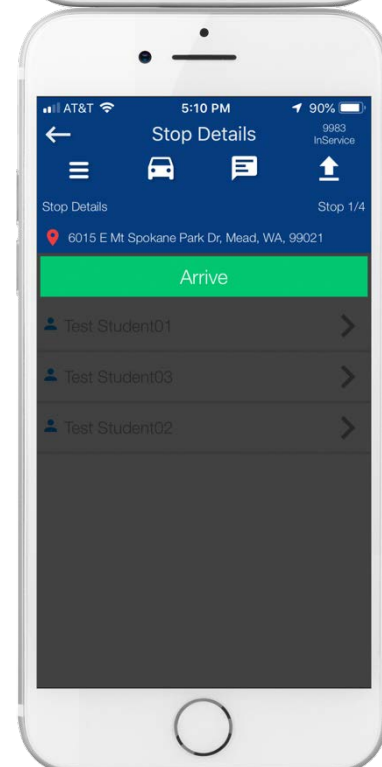 AT&T 5:10 PM 90%
Stop Details 9983
InService
Stop Details Stop 1/4
6015 E Mt Spokane Park Dr, Mead, WA, 99021
Arrive
Test Student01
Test Student03
Test Student02